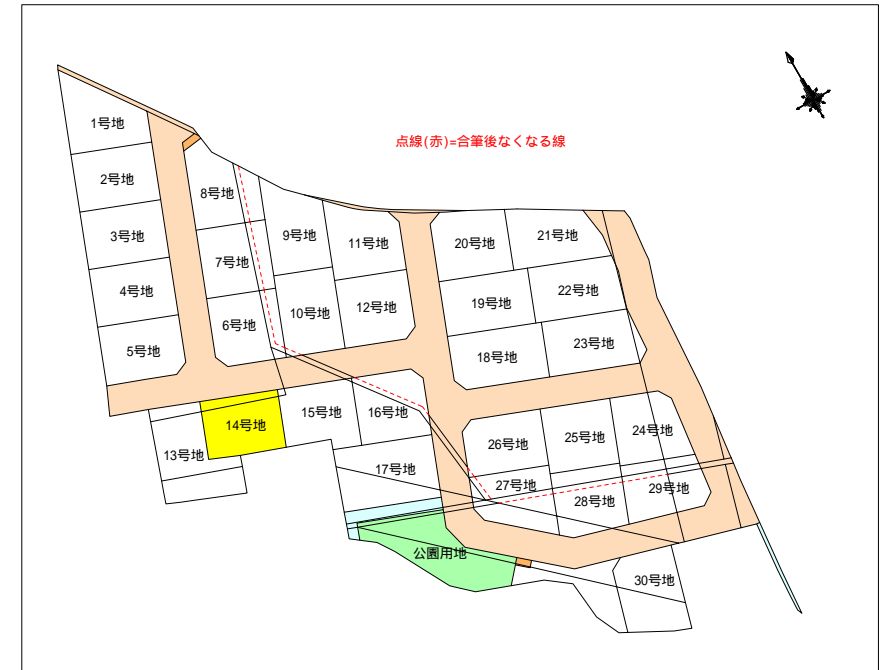 点線(赤)=合筆後なくなる線
1号地
2号地
3号地
4号地
5号地
8号地
7号地
6号地
9号地
10号地
11号地
12号地
20号地
21号地
19号地
22号地
18号地
23号地
13号地
14号地
15号地
16号地
17号地
26号地
25号地
24号地
27号地
28号地
29号地
公園用地
30号地